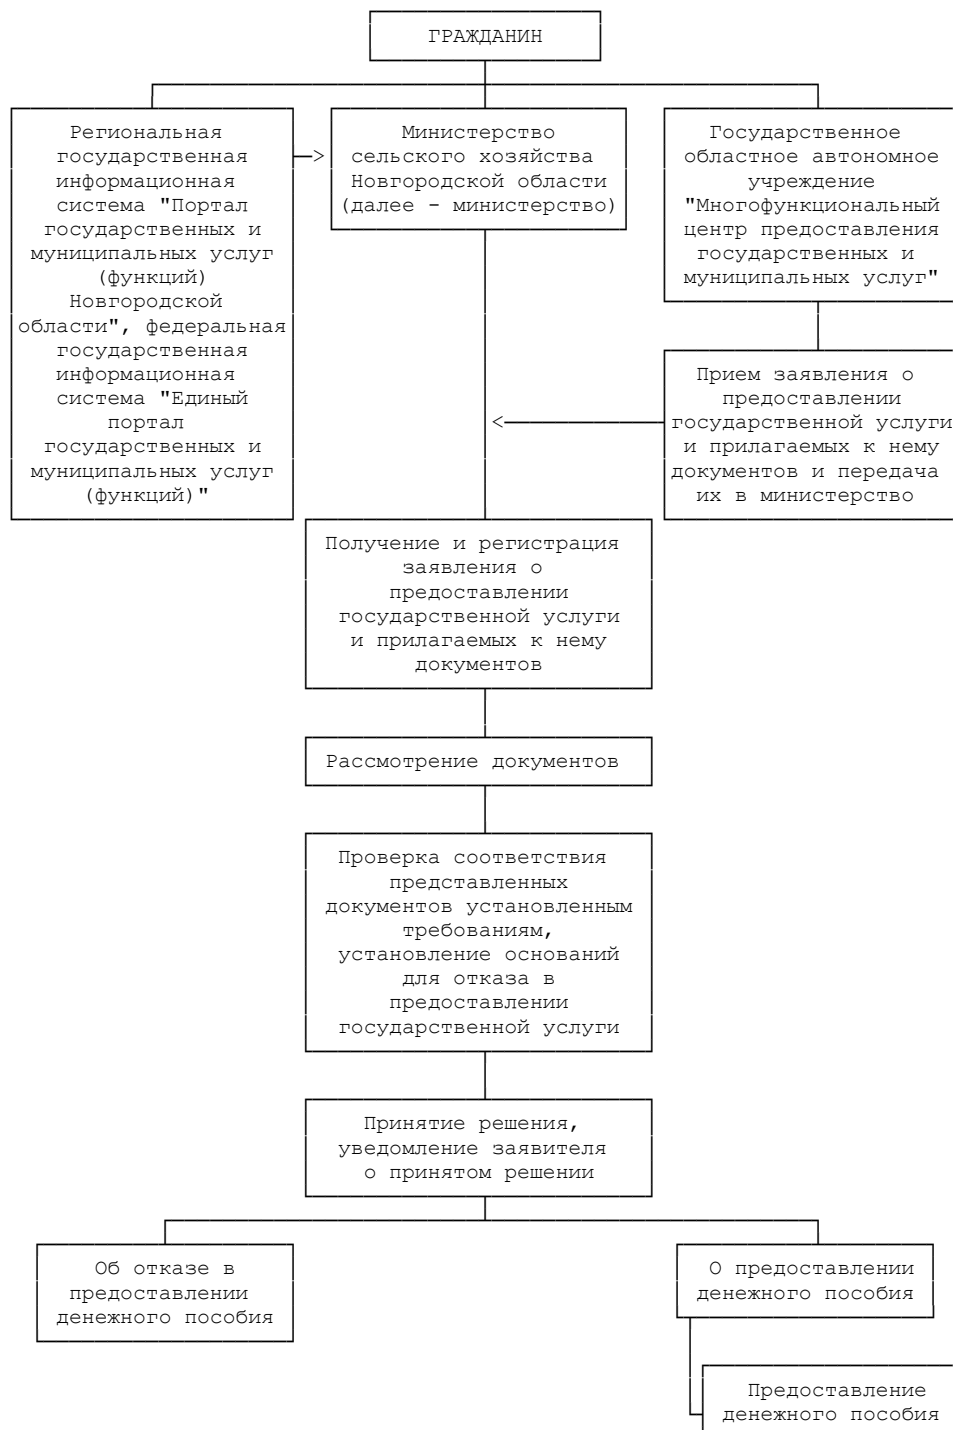 ГРАЖДАНИН
Региональная
государственная
информационная
система "Портал
государственных и
муниципальных услуг
(функций)
Новгородской
области", федеральная
государственная
информационная
система "Единый
портал
государственных и
муниципальных услуг
(функций)"
Министерство
сельского хозяйства
Новгородской области
(далее - министерство)
Государственное
областное автономное
учреждение
"Многофункциональный
центр предоставления
государственных и
муниципальных услуг"
Прием заявления о
предоставлении
государственной услуги
и прилагаемых к нему
документов и передача
их в министерство
Получение и регистрация
заявления о
предоставлении
государственной услуги
и прилагаемых к нему
документов
Рассмотрение документов
Проверка соответствия
представленных
документов установленным
требованиям,
установление оснований
для отказа в
предоставлении
государственной услуги
Принятие решения,
уведомление заявителя
о принятом решении
Об отказе в
предоставлении
денежного пособия
О предоставлении
денежного пособия
Предоставление
денежного пособия